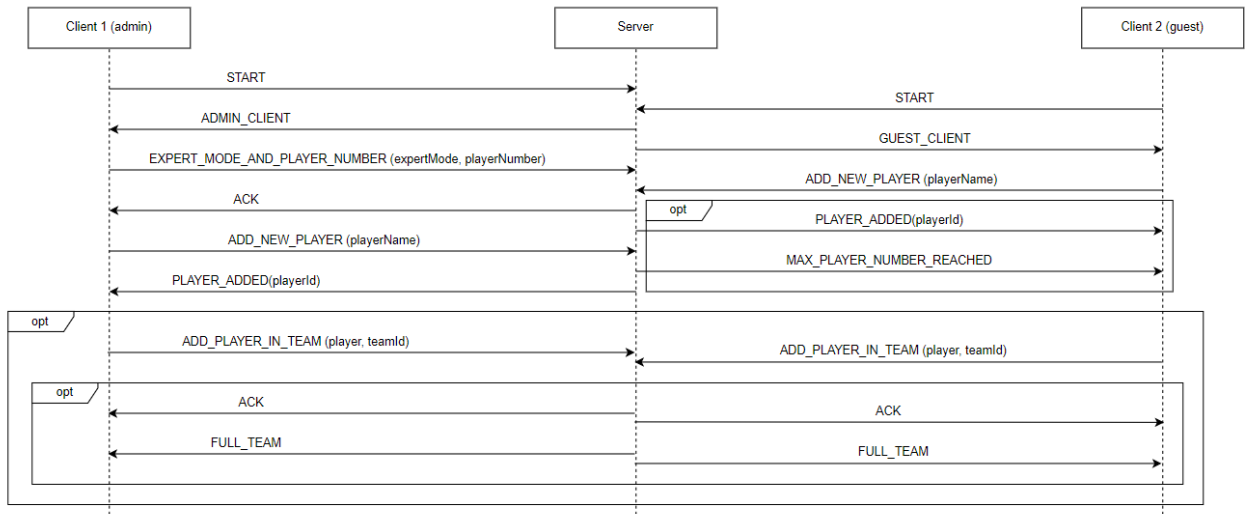 Client 1 (admin)
Server
Client 2 (guest)
START
START
ADMIN_CLIENT
GUEST_CLIENT
EXPERT_MODE_AND_PLAYER_NUMBER (expertMode, playerNumber)
ADD_NEW_PLAYER (playerName)
ACK
opt
PLAYER_ADDED(playerId)
ADD_NEW_PLAYER (playerName)
MAX_PLAYER_NUMBER_REACHED
PLAYER_ADDED(playerId)
opt
ADD_PLAYER_IN_TEAM (player, teamId)
ADD_PLAYER_IN_TEAM (player, teamId)
opt
ACK
ACK
FULL_TEAM
FULL_TEAM